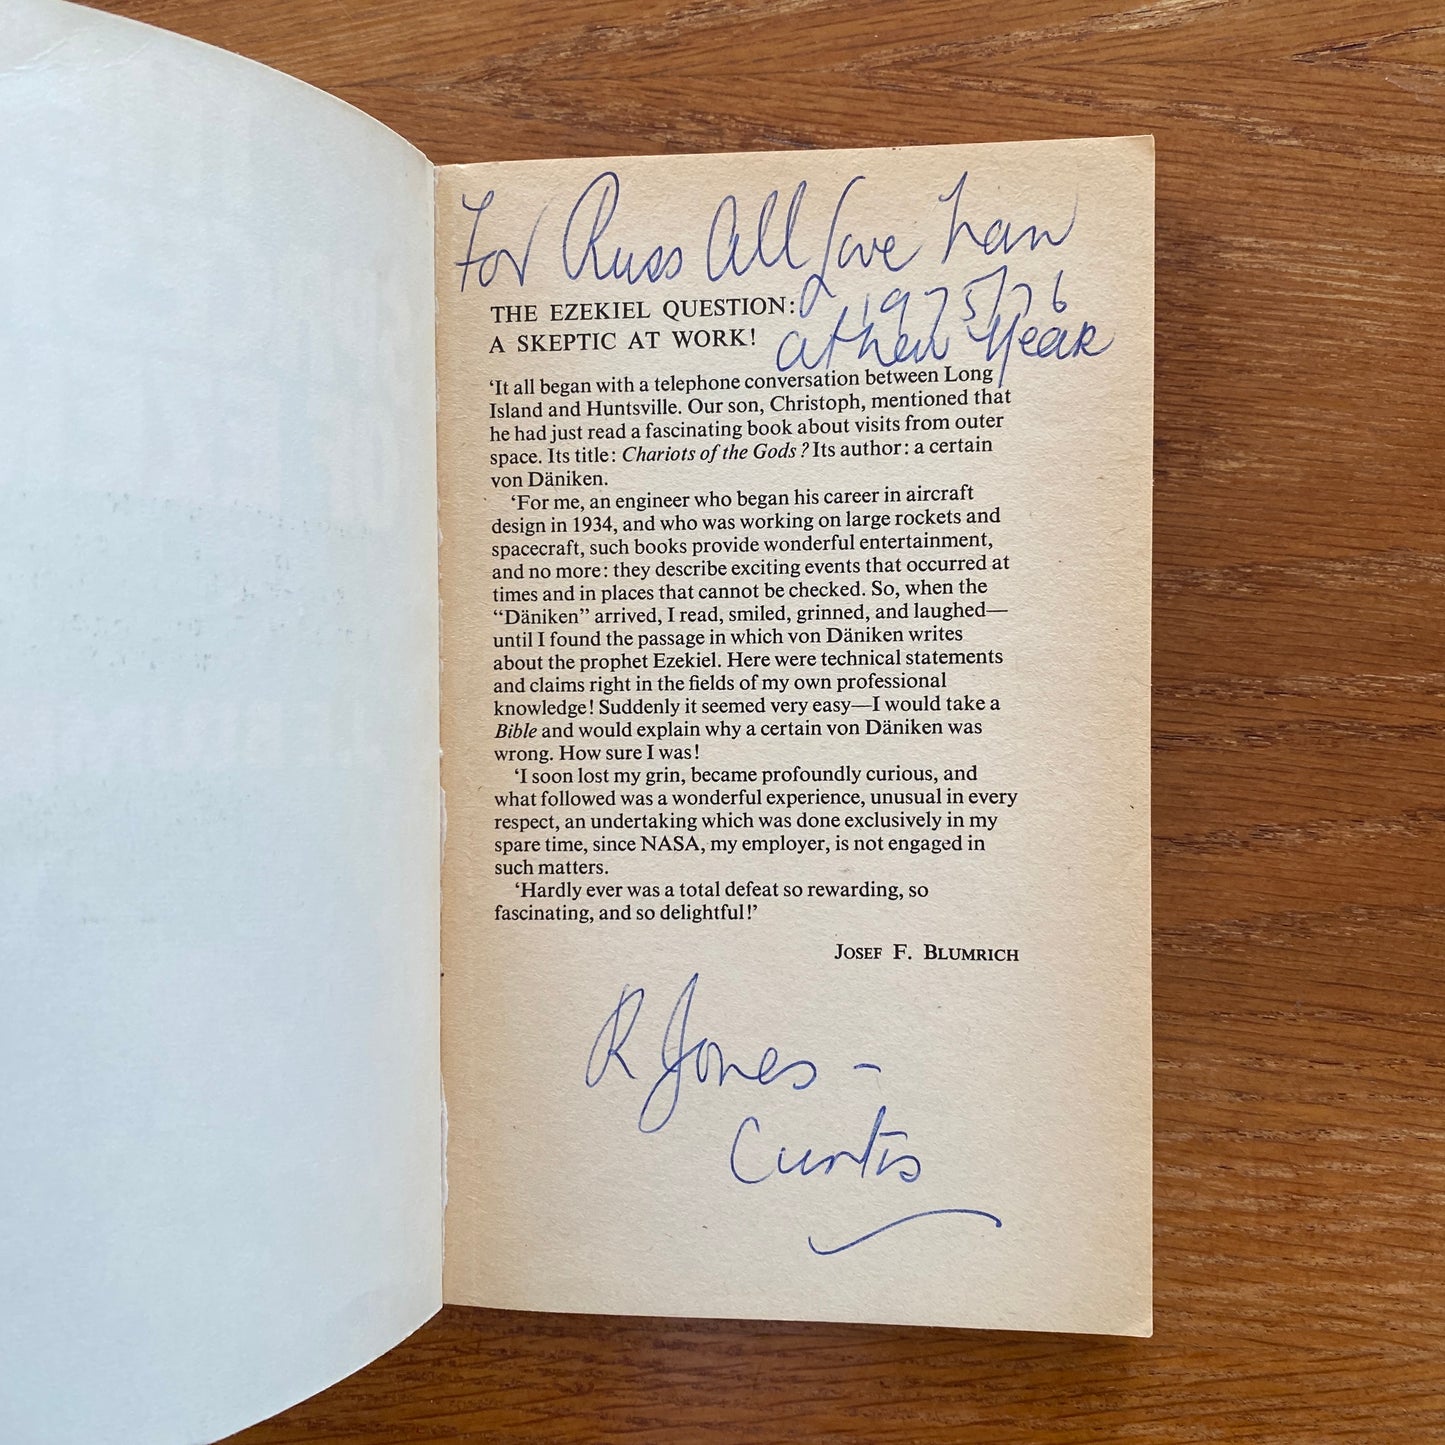 For Russ All Love
THE EZEKIEL QUESTION: 1975/76
A SKEPTIC AT WORK! Year
‘It all began with a telephone conversation between Long
Island and Huntsville. Our son, Christoph, mentioned that
he had just read a fascinating book about visits from outer
space. Its title: Chariots of the Gods? Its author: a certain
von Däniken.
‘For me, an engineer who began his career in aircraft
design in 1934, and who was working on large rockets and
spacecraft, such books provide wonderful entertainment,
and no more: they describe exciting events that occurred at
times and in places that cannot be checked. So, when the
“Däniken” arrived, I read, smiled, grinned, and laughed—
until I found the passage in which von Däniken writes
about the prophet Ezekiel. Here were technical statements
and claims right in the fields of my own professional
knowledge! Suddenly it seemed very easy—I would take a
Bible and would explain why a certain von Däniken was
wrong. How sure I was!
‘I soon lost my grin, became profoundly curious, and
what followed was a wonderful experience, unusual in every
respect, an undertaking which was done exclusively in my
spare time, since NASA, my employer, is not engaged in
such matters.
‘Hardly ever was a total defeat so rewarding, so
fascinating, and so delightful!’
JOSEF F. BLUMRICH
R Jones –
Curtis